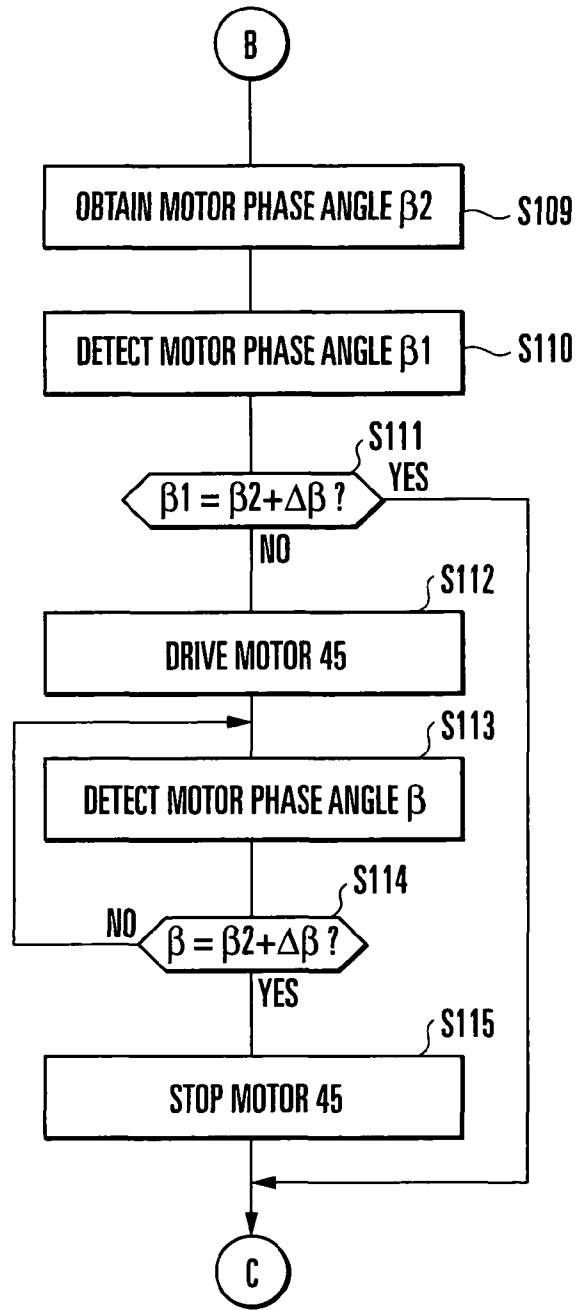 B
OBTAIN MOTOR PHASE ANGLE β2
S109
DETECT MOTOR PHASE ANGLE β1
S110
S111
β1 = β2+Δβ ?
YES
NO
S112
DRIVE MOTOR 45
S113
DETECT MOTOR PHASE ANGLE β
S114
NO
β = β2+Δβ ?
YES
S115
STOP MOTOR 45
C